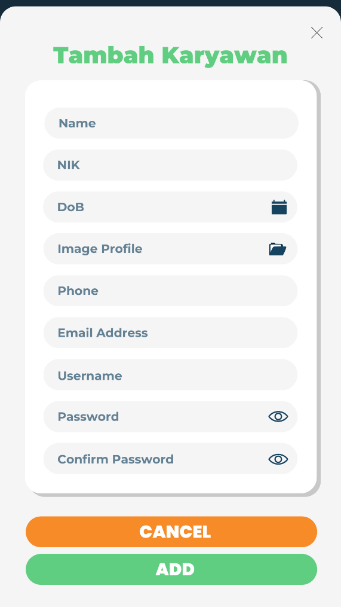 Tambah Karyawan
Name
NIK
DoB
Image Profile
Phone
Email Address
Username
Password
Confirm Password
CANCEL
ADD